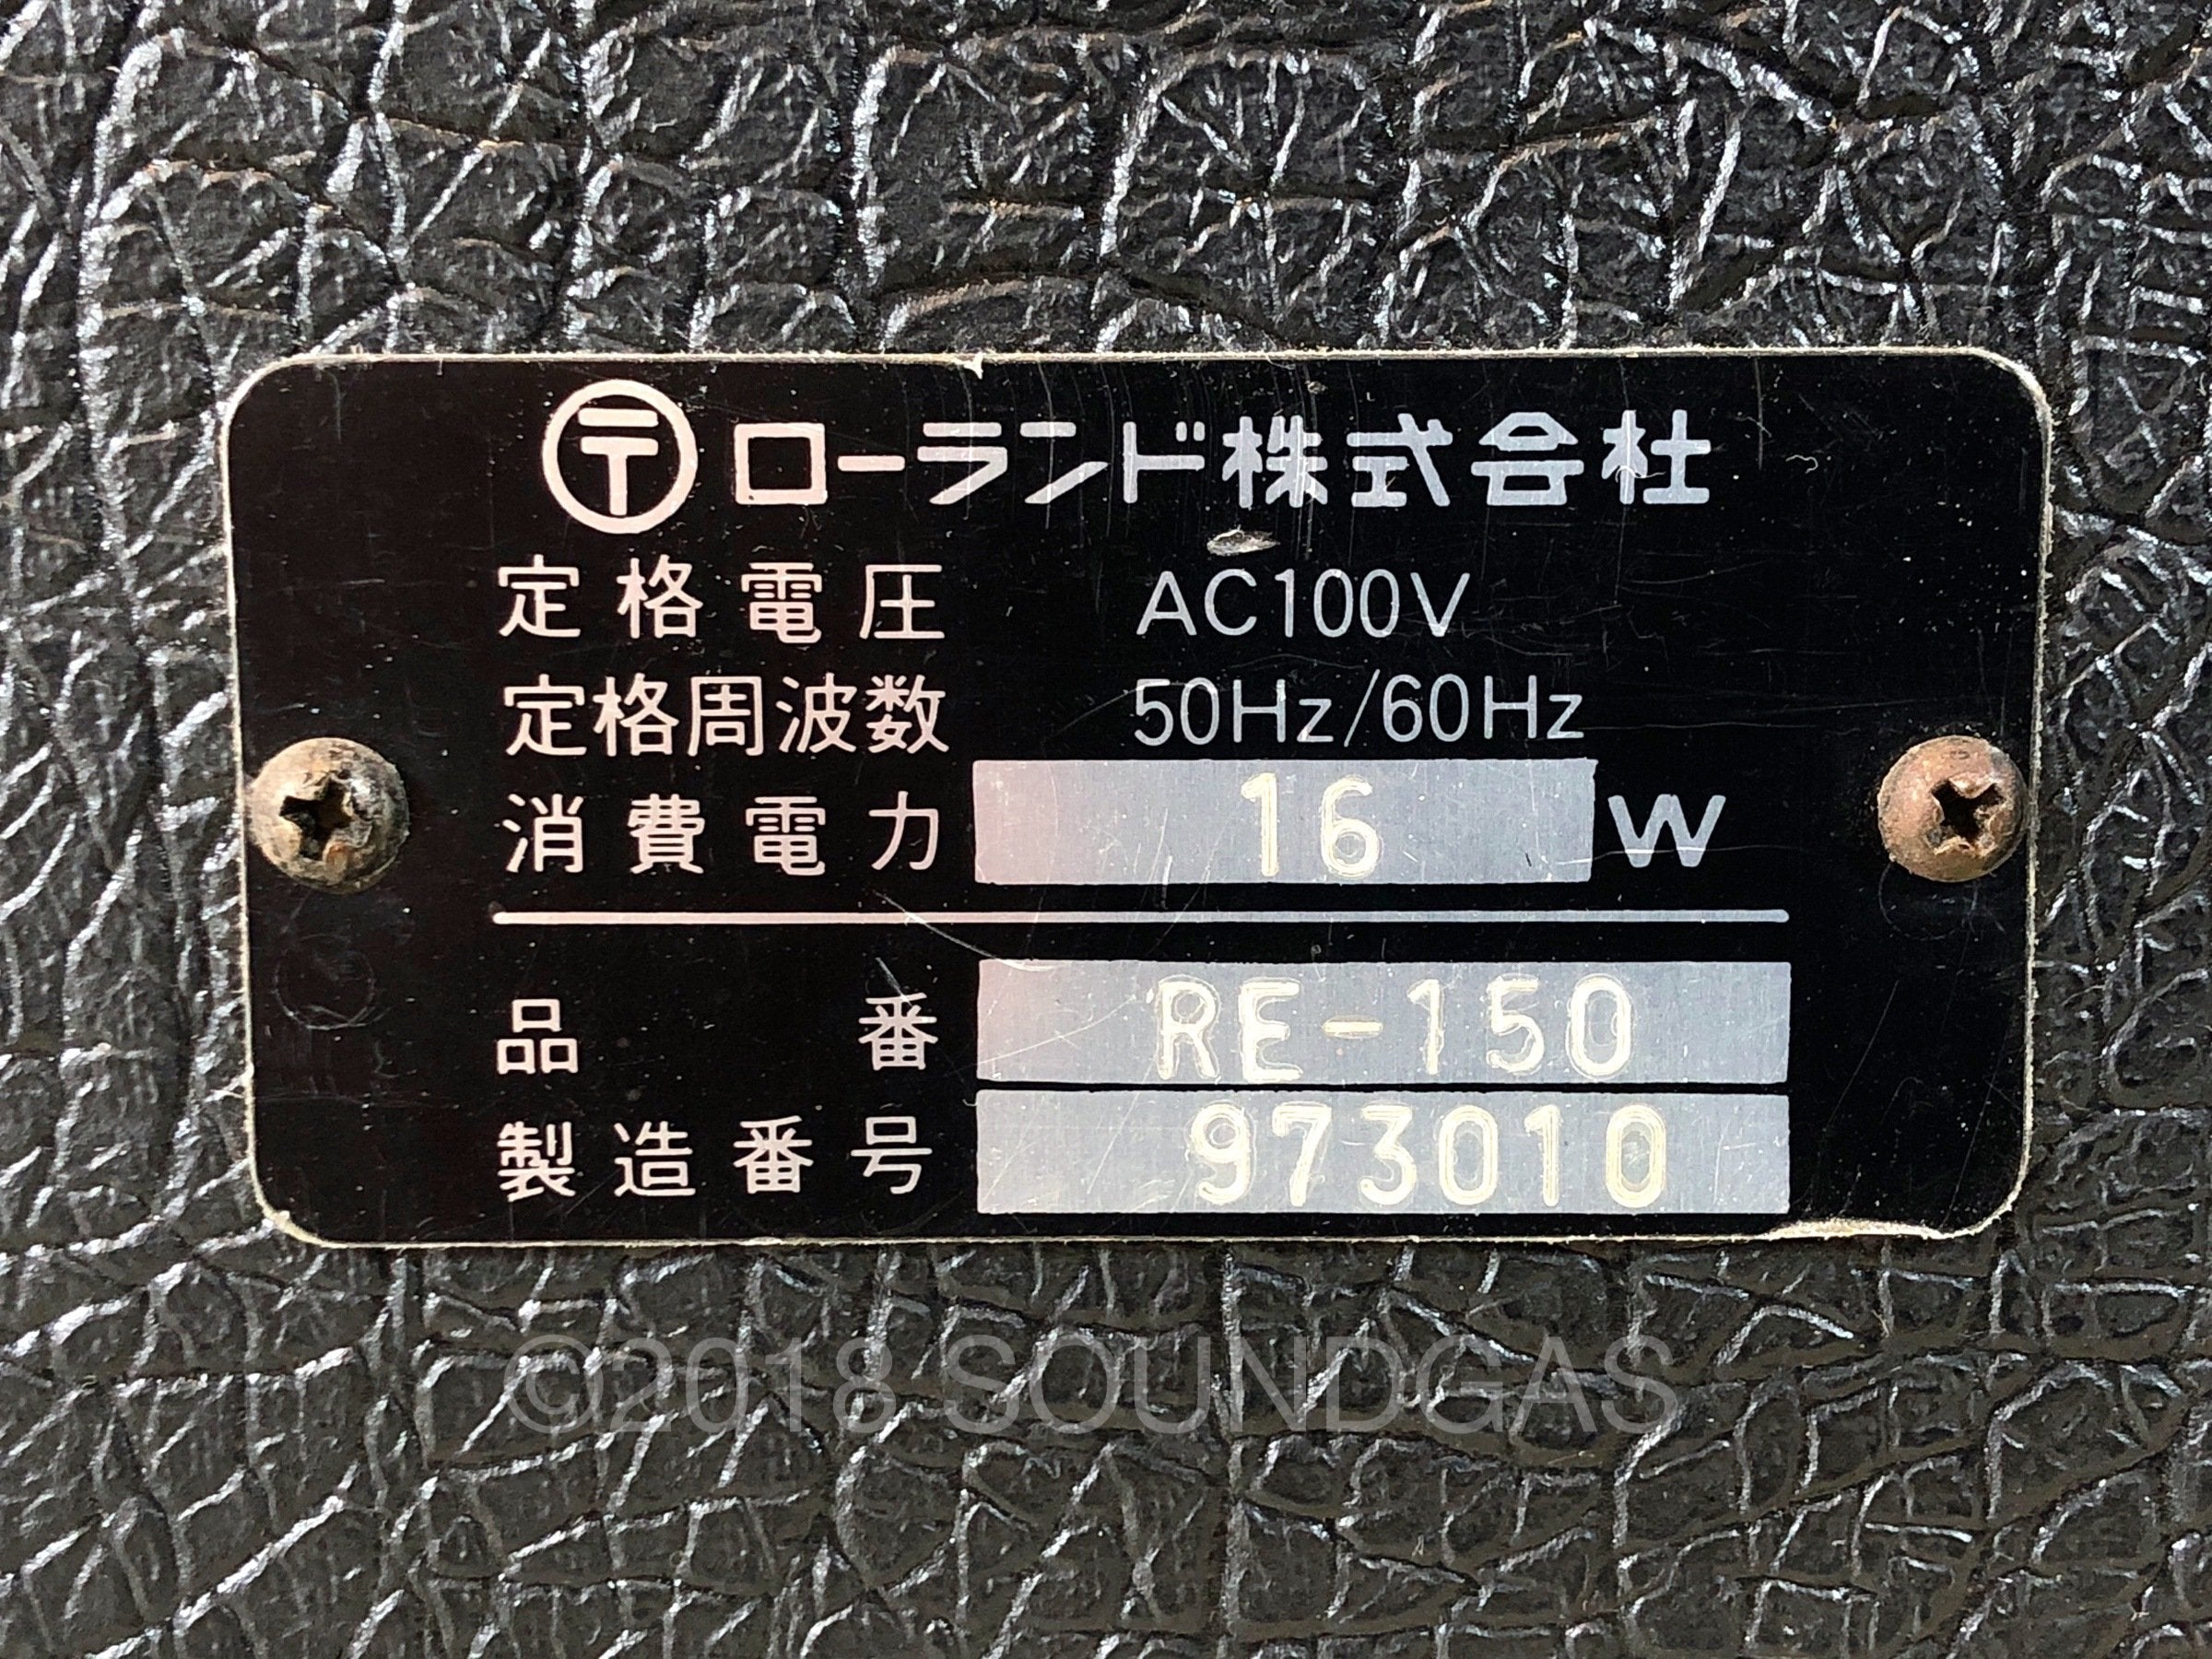 〒 ローランド株式会社
定格電圧 AC100V
定格周波数 50Hz/60Hz
消費電力 16 W
品番 RE-150
製造番号 973010
©2018 SOUNDGAS